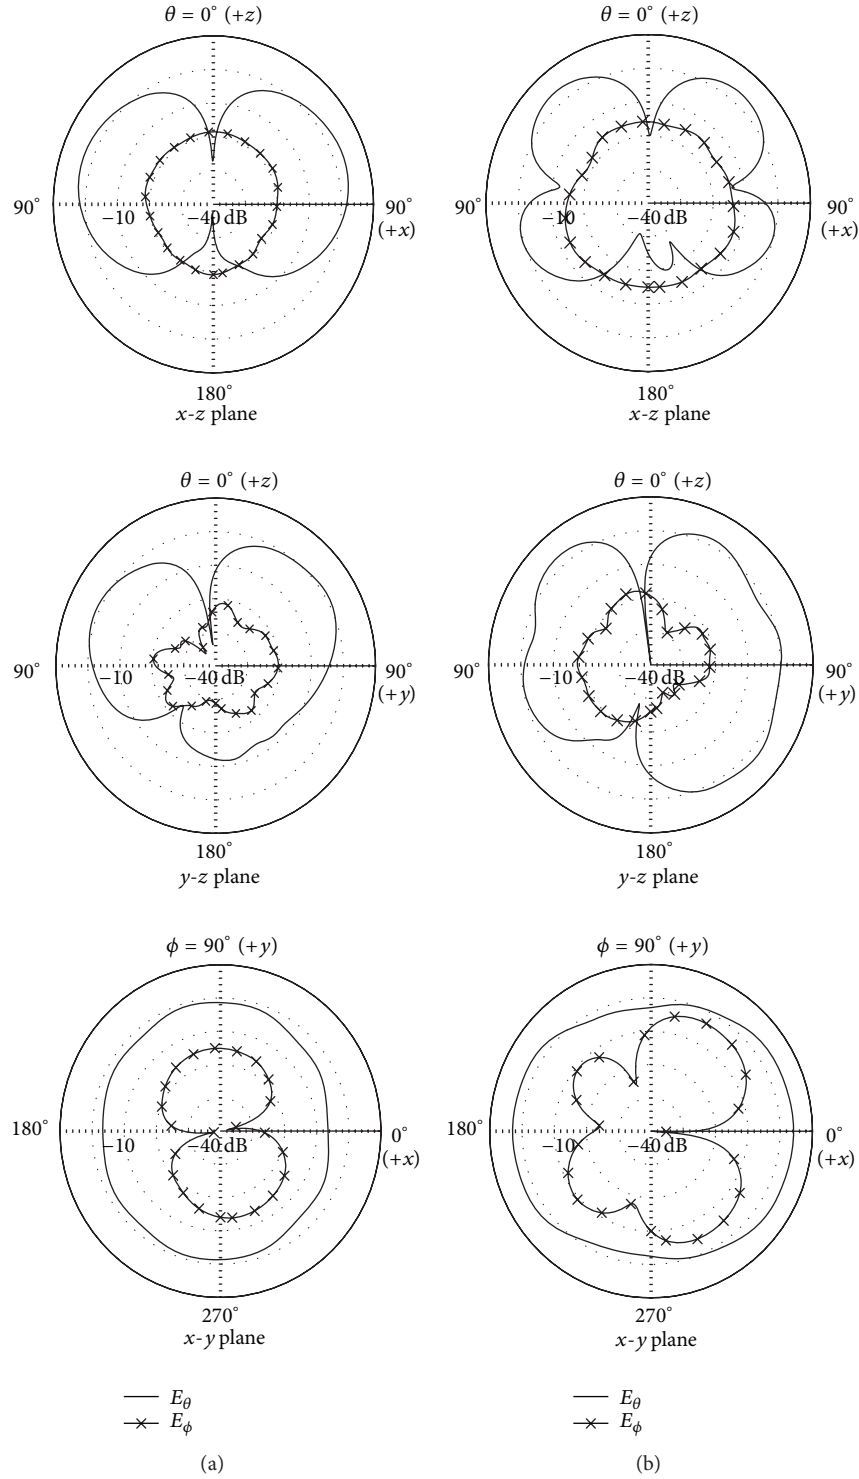 θ = 0° (+z)
θ = 0° (+z)
90°
−10
−40 dB
90°
(+x)
90°
−10
−40 dB
90°
(+x)
180°
x-z plane
180°
x-z plane
θ = 0° (+z)
θ = 0° (+z)
90°
−10
−40 dB
90°
(+y)
90°
−10
−40 dB
90°
(+y)
180°
y-z plane
180°
y-z plane
ϕ = 90° (+y)
ϕ = 90° (+y)
180°
−10
−40 dB
0°
(+x)
180°
−10
−40 dB
0°
(+x)
270°
x-y plane
270°
x-y plane
Eθ
Eϕ
Eθ
Eϕ
(a)
(b)